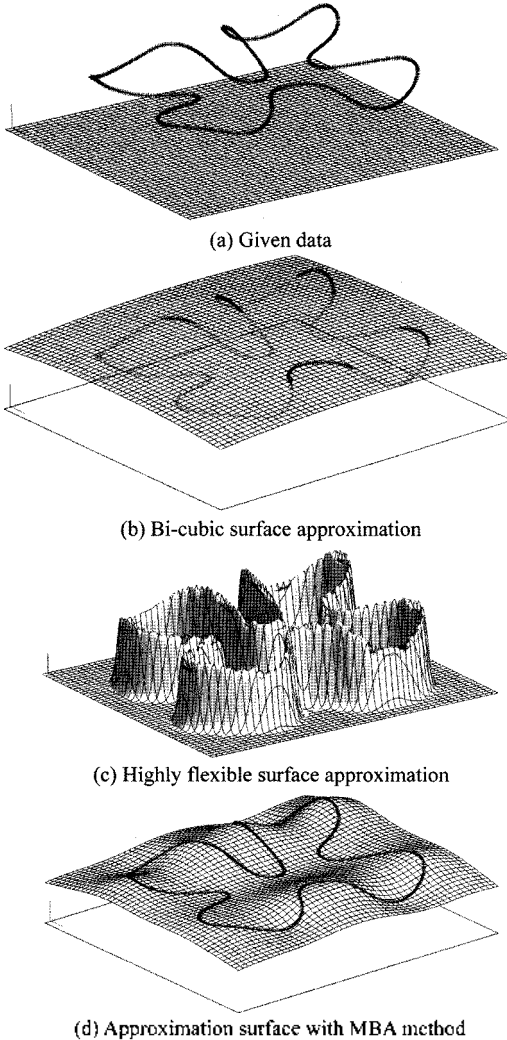 (a) Given data
(b) Bi-cubic surface approximation
(c) Highly flexible surface approximation
(d) Approximation surface with MBA method